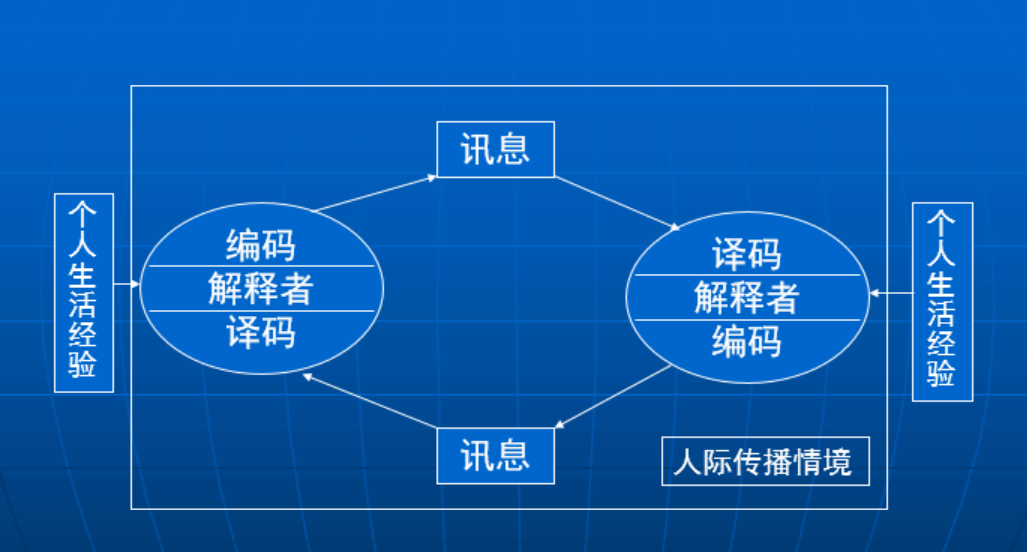 讯息
个人生活经验
编码
解释者
译码
译码
解释者
编码
个人生活经验
讯息
人际传播情境